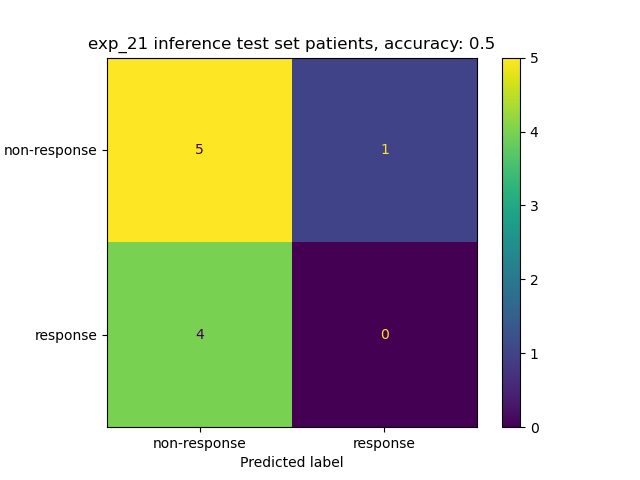 exp_21 inference test set patients, accuracy: 0.5
non-response
5
1
response
4
0
non-response
response
Predicted label
5
4
3
2
1
0